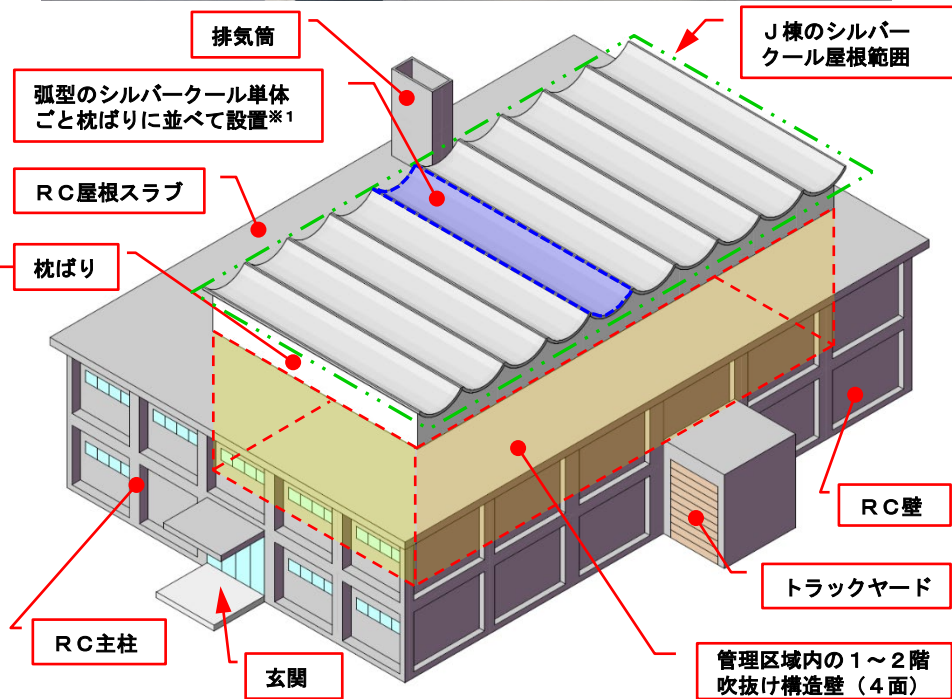 排気筒
Ｊ棟のシルバー
クール屋根範囲
弧型のシルバークール単体
ごと枕ばりに並べて設置※1
ＲＣ屋根スラブ
枕ばり
ＲＣ壁
トラックヤード
ＲＣ主柱
玄関
管理区域内の１～２階
吹抜け構造壁（４面）